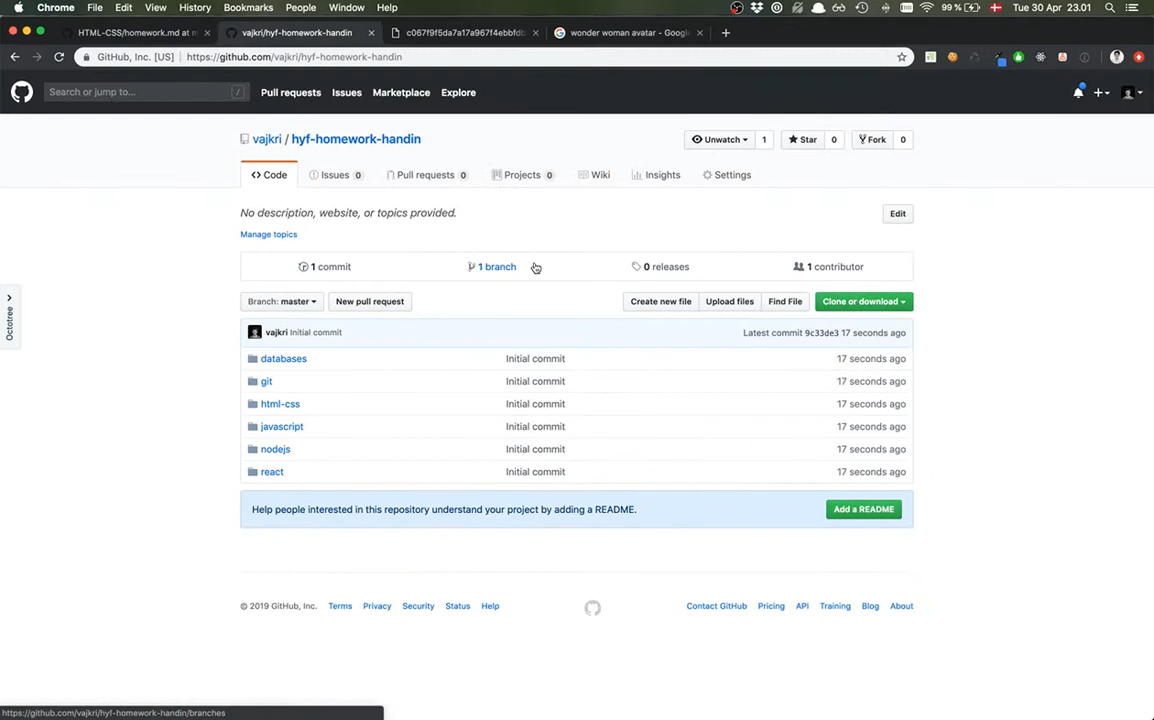 Chrome File Edit View History Bookmarks People Window Help 99 % Tue 30 Apr 23.01
HTML-CSS/homework.md at m × vajkri/hyf-homework-handin × × wonder woman avatar - Google ×
GitHub, Inc. [US] https://github.com/vajkri/hyf-homework-handin
Search or jump to... / Pull requests Issues Marketplace Explore
vajkri / hyf-homework-handin Unwatch 1 Star 0 Fork 0
Code Issues 0 Pull requests 0 Projects 0 Wiki Insights Settings
No description, website, or topics provided. Edit
Manage topics
1 commit 1 branch 0 releases 1 contributor
Branch: master New pull request Create new file Upload files Find File Clone or download
vajkri Initial commit Latest commit 9c33de3 17 seconds ago
databases Initial commit 17 seconds ago
git Initial commit 17 seconds ago
html-css Initial commit 17 seconds ago
javascript Initial commit 17 seconds ago
nodejs Initial commit 17 seconds ago
react Initial commit 17 seconds ago
Help people interested in this repository understand your project by adding a README. Add a README
© 2019 GitHub, Inc. Terms Privacy Security Status Help Contact GitHub Pricing API Training Blog About
Octotree
https://github.com/vajkri/hyf-homework-handin/branches